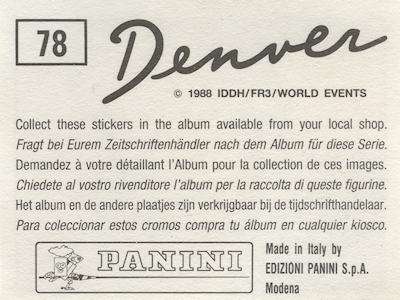 78
Denver
© 1988 IDDH/FR3/WORLD EVENTS
Collect these stickers in the album available from your local shop.
Fragt bei Eurem Zeitschriftenhändler nach dem Album für diese Serie.
Demandez à votre détaillant l'Album pour la collection de ces images.
Chiedete al vostro rivenditore l'album per la raccolta di queste figurine.
Het album en de andere plaatjes zijn verkrijgbaar bij de tijdschrifthandelaar.
Para coleccionar estos cromos compra tu álbum en cualquier kiosco.
PANINI
Made in Italy by
EDIZIONI PANINI S.p.A.
Modena